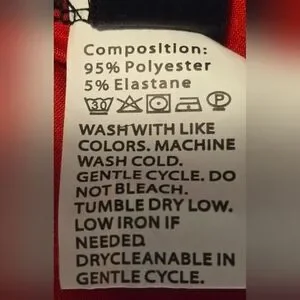 Composition:
95% Polyester
5% Elastane
30 P
WASH WITH LIKE
COLORS. MACHINE
WASH COLD.
GENTLE CYCLE. DO
NOT BLEACH.
TUMBLE DRY LOW.
LOW IRON IF
NEEDED
DRYCLEANABLE IN
GENTLE CYCLE.